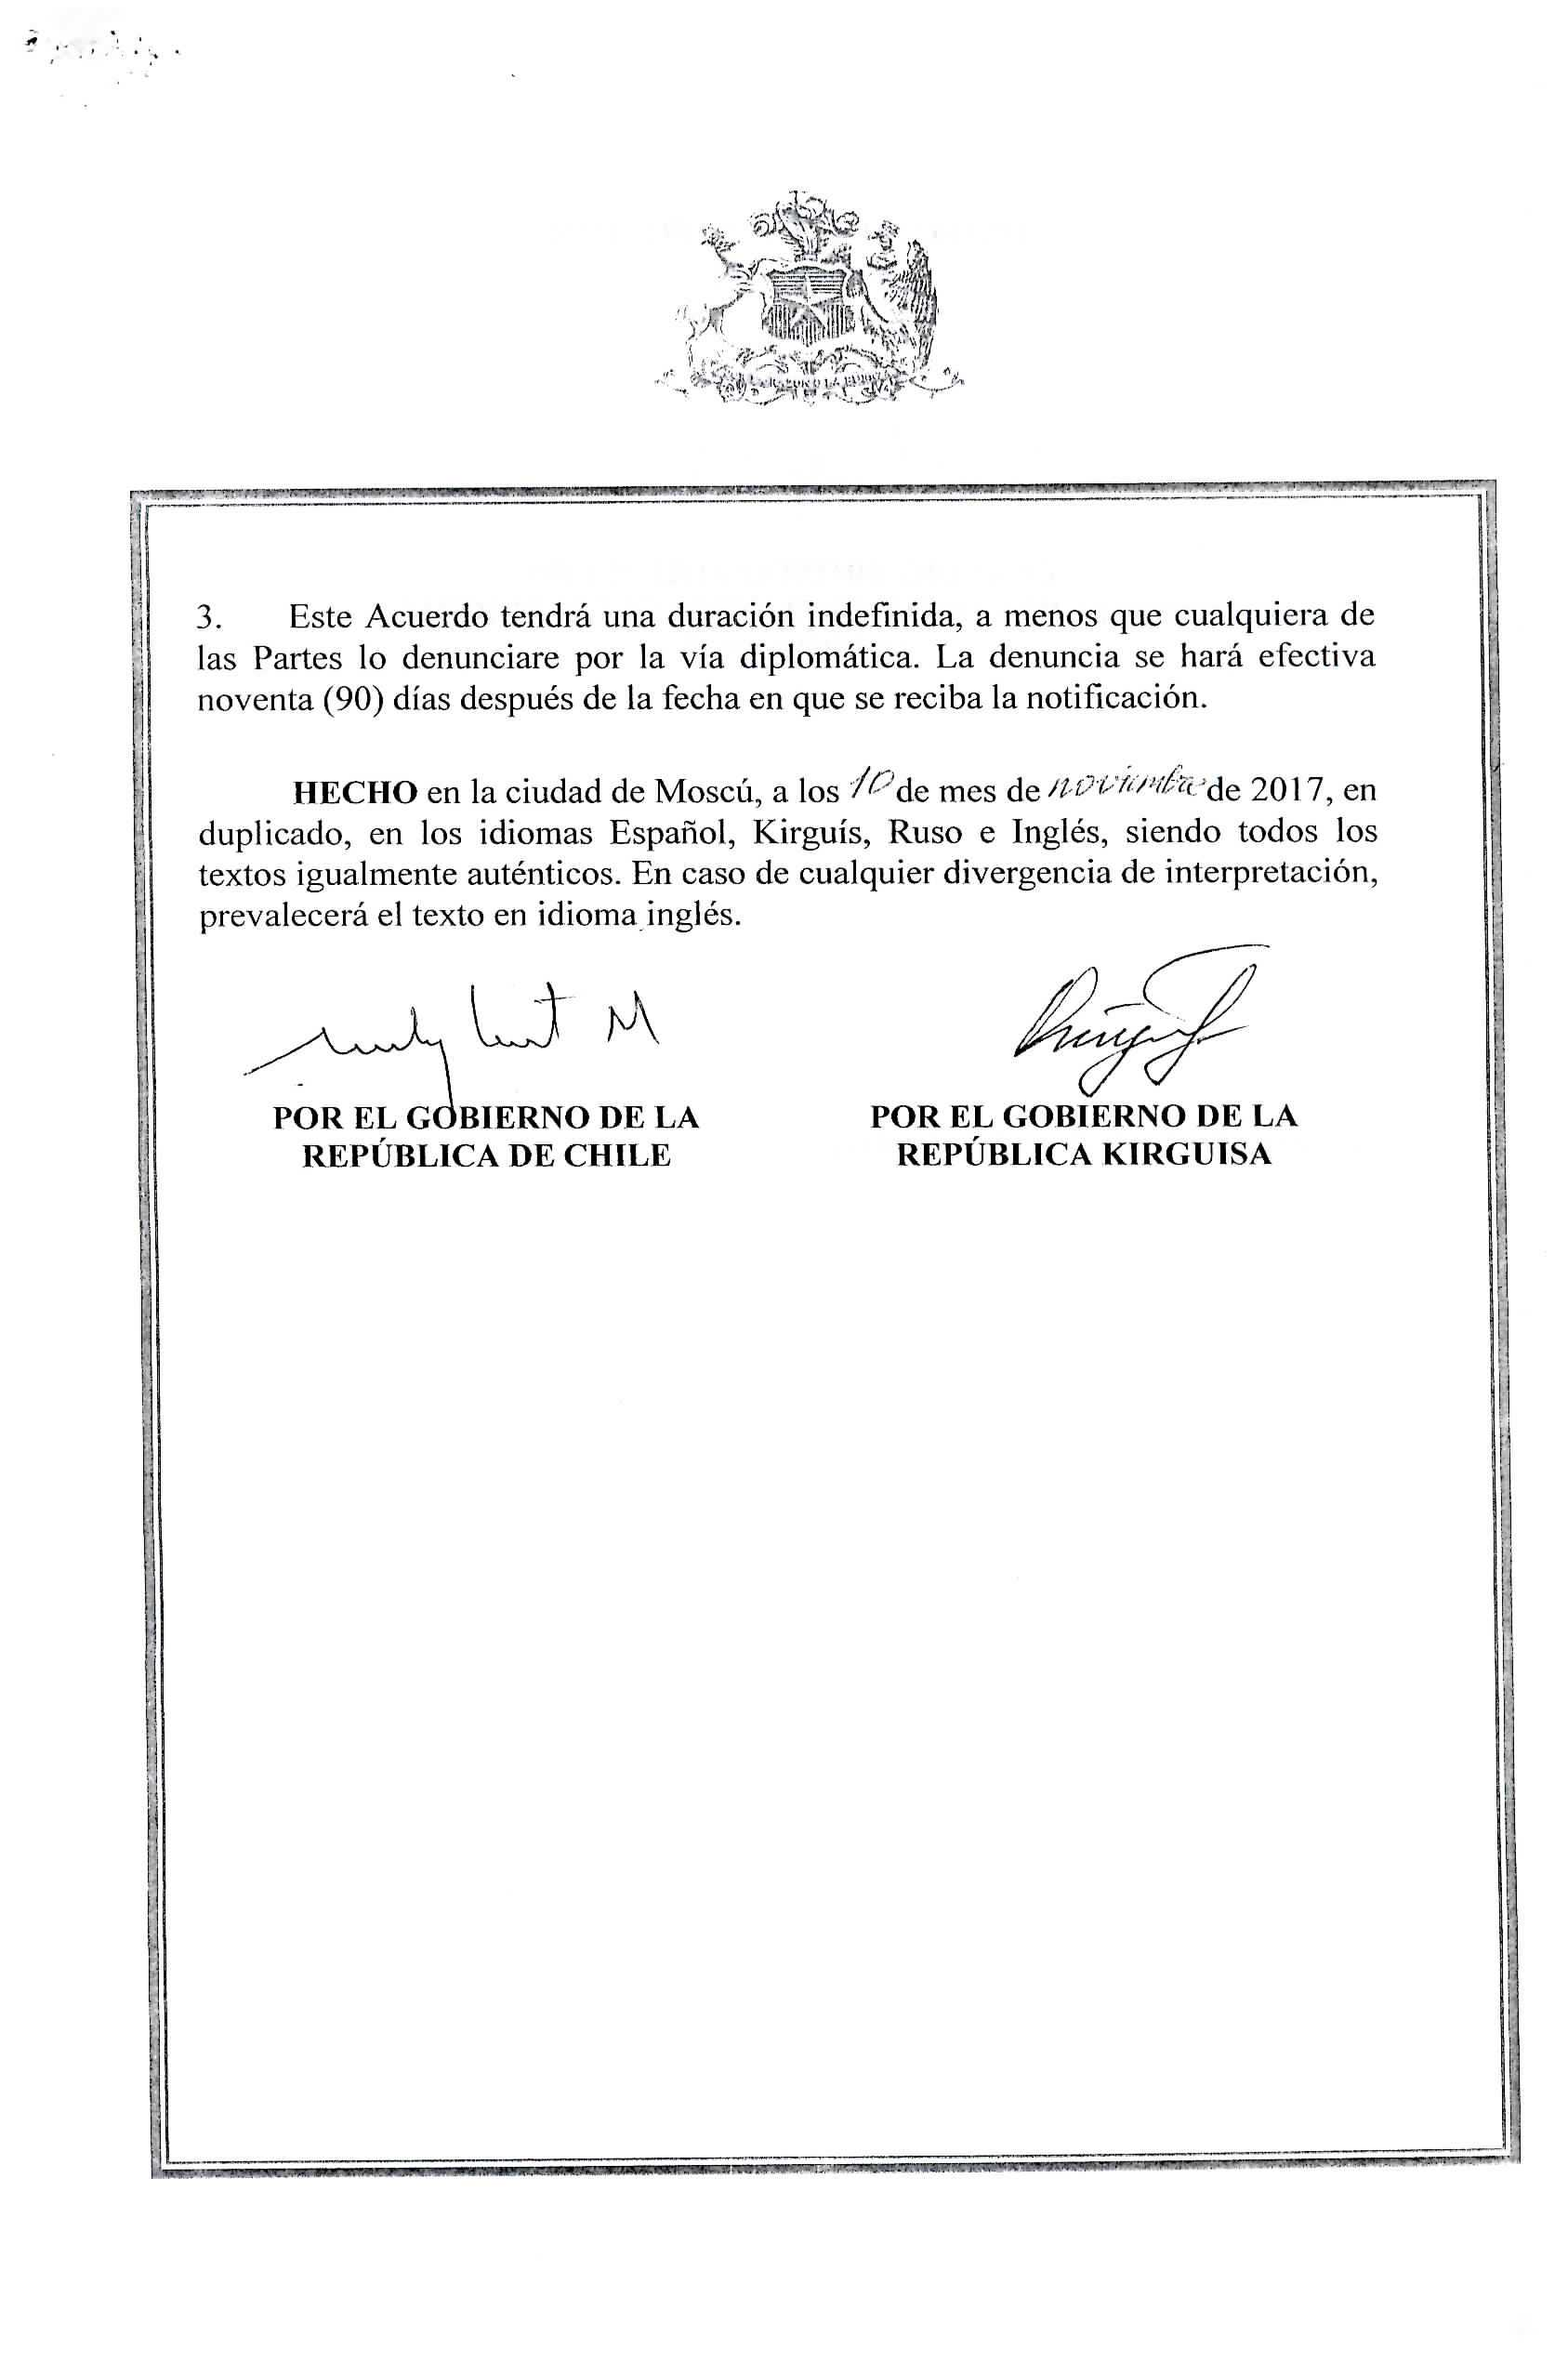 3. Este Acuerdo tendrá una duración indefinida, a menos que cualquiera de
las Partes lo denunciare por la vía diplomática. La denuncia se hará efectiva
noventa (90) días después de la fecha en que se reciba la notificación.
HECHO en la ciudad de Moscú, a los 10 de mes de noviembre de 2017, en
duplicado, en los idiomas Español, Kirguís, Ruso e Inglés, siendo todos los
textos igualmente auténticos. En caso de cualquier divergencia de interpretación,
prevalecerá el texto en idioma inglés.
POR EL GOBIERNO DE LA
REPÚBLICA DE CHILE
POR EL GOBIERNO DE LA
REPÚBLICA KIRGUISA